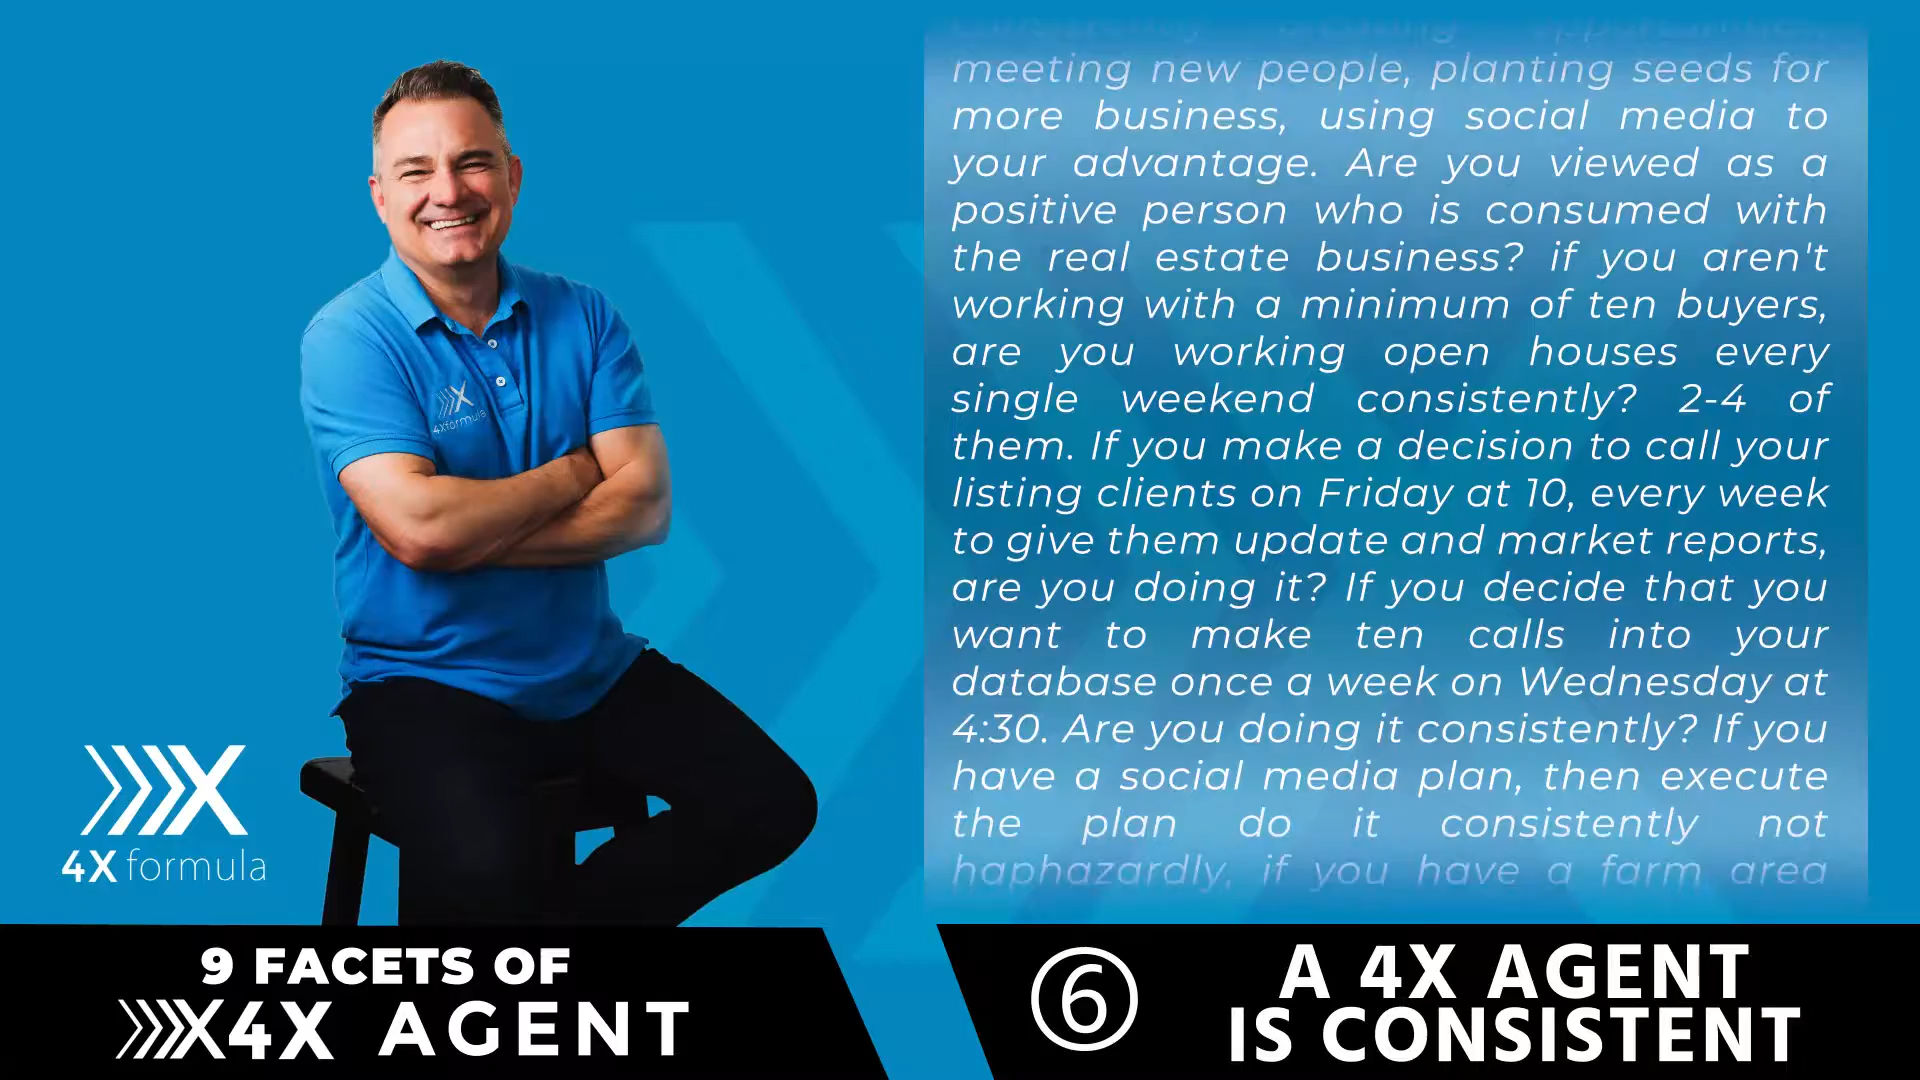 meeting new people, planting seeds for
more business, using social media to
your advantage. Are you viewed as a
positive person who is consumed with
the real estate business? if you aren't
working with a minimum of ten buyers,
are you working open houses every
single weekend consistently? 2-4 of
them. If you make a decision to call your
listing clients on Friday at 10, every week
to give them update and market reports,
are you doing it? If you decide that you
want to make ten calls into your
database once a week on Wednesday at
4:30. Are you doing it consistently? If you
have a social media plan, then execute
the plan do it consistently not
haphazardly, if you have a farm area
X
4xformula
X
4X formula
9 FACETS OF
X4X AGENT
6
A 4X AGENT
IS CONSISTENT